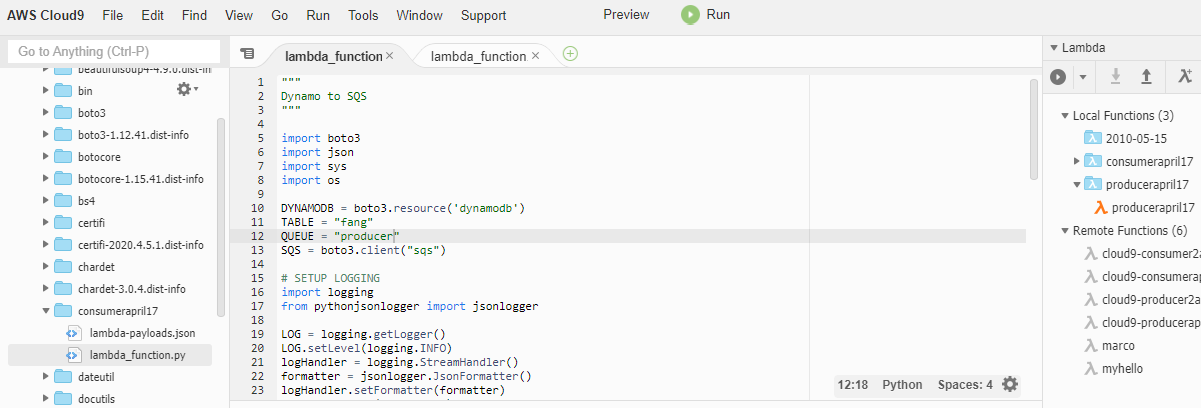 AWS Cloud9 File Edit Find View Go Run Tools Window Support Preview Run
Go to Anything (Ctrl-P)
beautifulsoup4-4.9.0.dist-inf
bin
boto3
boto3-1.12.41.dist-info
botocore
botocore-1.15.41.dist-info
bs4
certifi
certifi-2020.4.5.1.dist-info
chardet
chardet-3.0.4.dist-info
consumerapril17
lambda-payloads.json
lambda_function.py
dateutil
docutils
lambda_function lambda_function
1 """
2 Dynamo to SQS
3 """
4
5 import boto3
6 import json
7 import sys
8 import os
9
10 DYNAMODB = boto3.resource('dynamodb')
11 TABLE = "fang"
12 QUEUE = "producer"
13 SQS = boto3.client("sqs")
14
15 # SETUP LOGGING
16 import logging
17 from pythonjsonlogger import jsonlogger
18
19 LOG = logging.getLogger()
20 LOG.setLevel(logging.INFO)
21 logHandler = logging.StreamHandler()
22 formatter = jsonlogger.JsonFormatter()
23 logHandler.setFormatter(formatter)
12:18 Python Spaces: 4
Lambda
Local Functions (3)
2010-05-15
consumerapril17
producerapril17
producerapril17
Remote Functions (6)
cloud9-consumer2a
cloud9-consumerap
cloud9-producer2a
cloud9-producerap
marco
myhello